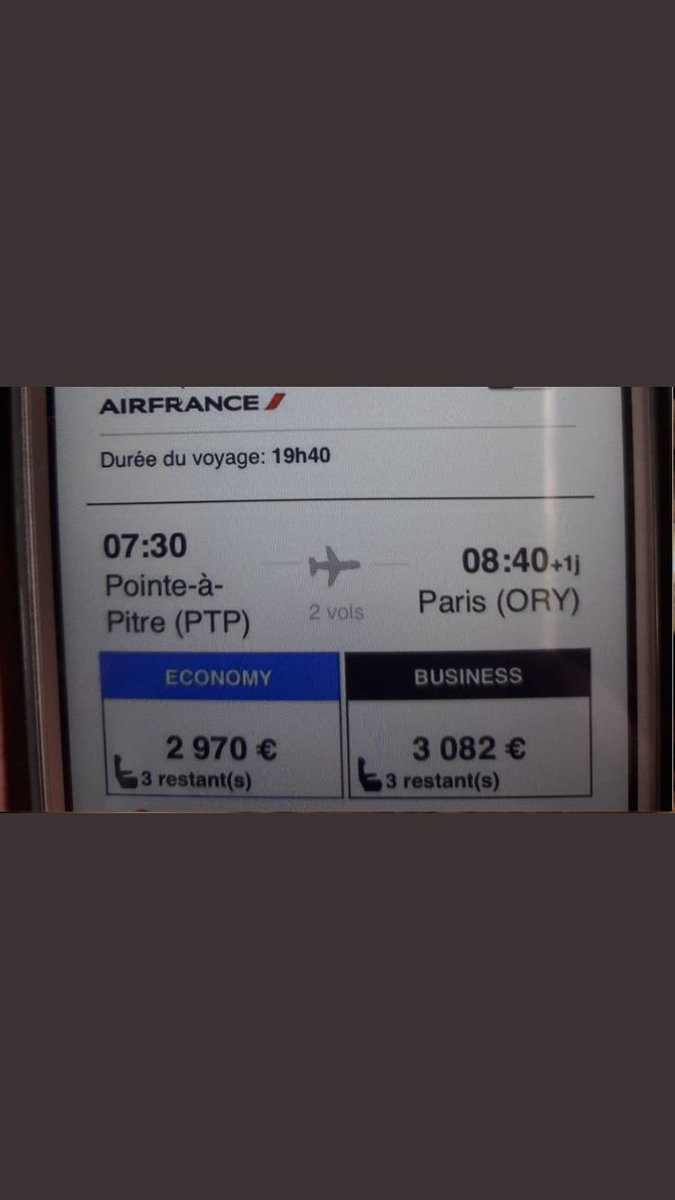 AIRFRANCE
Durée du voyage: 19h40
07:30
Pointe-à-
Pitre (PTP)
2 vols
08:40+1j
Paris (ORY)
ECONOMY
2 970 €
3 restant(s)
BUSINESS
3 082 €
3 restant(s)